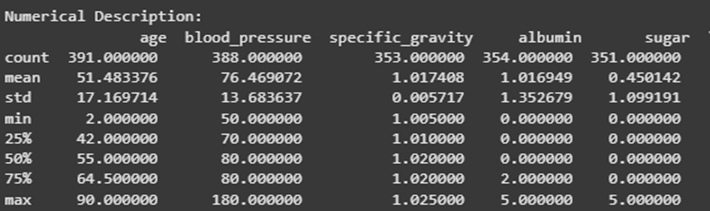 Numerical Description:
age blood_pressure specific_gravity albumin sugar
count 391.000000 388.000000 353.000000 354.000000 351.000000
mean 51.483376 76.469072 1.017408 1.016949 0.450142
std 17.169714 13.683637 0.005717 1.352679 1.099191
min 2.000000 50.000000 1.005000 0.000000 0.000000
25% 42.000000 70.000000 1.010000 0.000000 0.000000
50% 55.000000 80.000000 1.020000 0.000000 0.000000
75% 64.500000 80.000000 1.020000 2.000000 0.000000
max 90.000000 180.000000 1.025000 5.000000 5.000000